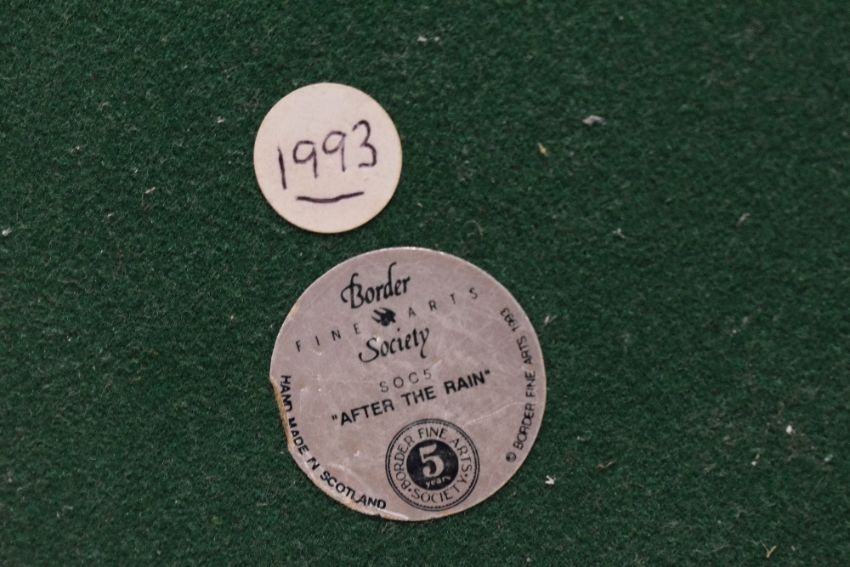 1993
Border
FINE ARTS
Society
SOC5
"AFTER THE RAIN"
HAND MADE IN SCOTLAND
© BORDER FINE ARTS 1993
BORDER FINE ARTS
5
years
•SOCIETY•